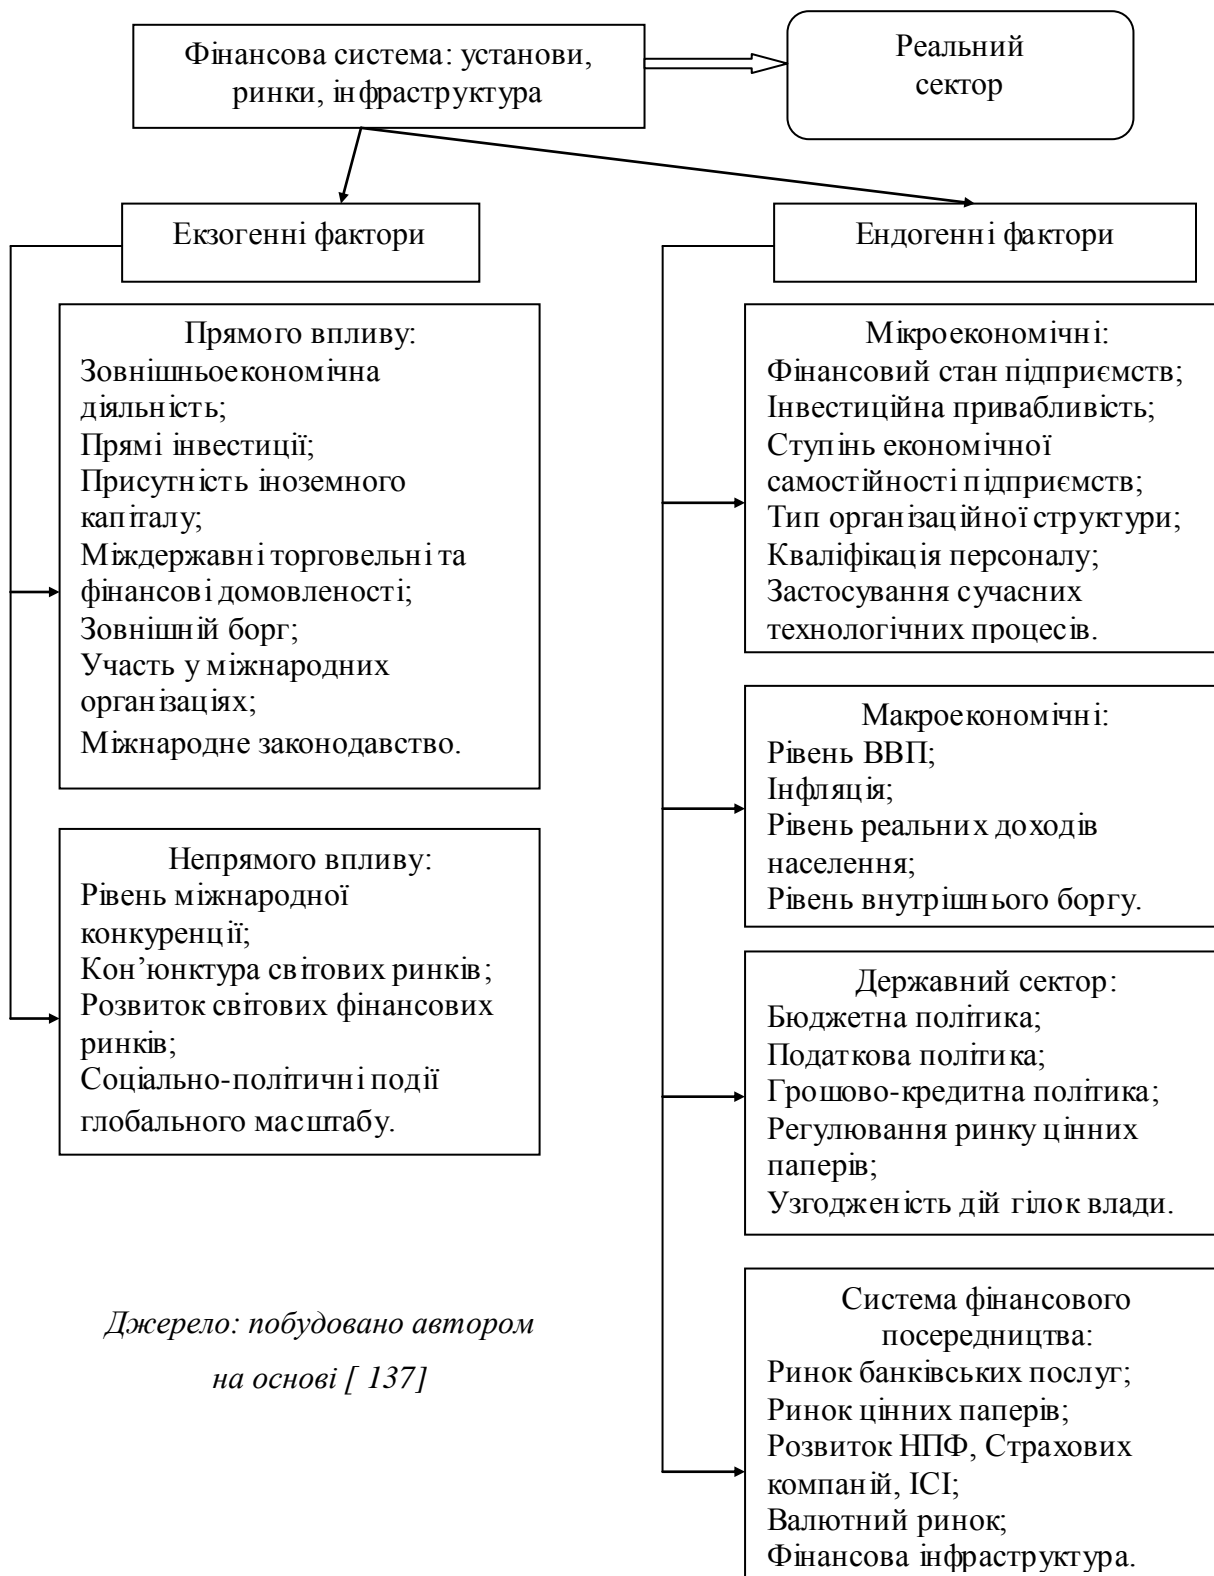 Фінансова система: установи,
ринки, інфраструктура
Реальний
сектор
Екзогенні фактори
Прямого впливу:
Зовнішньоекономічна
діяльність;
Прямі інвестиції;
Присутність іноземного
капіталу;
Міждержавні торговельні та
фінансові домовленості;
Зовнішній борг;
Участь у міжнародних
організаціях;
Міжнародне законодавство.
Непрямого впливу:
Рівень міжнародної
конкуренції;
Кон’юнктура світових ринків;
Розвиток світових фінансових
ринків;
Соціально-політичні події
глобального масштабу.
Ендогенні фактори
Мікроекономічні:
Фінансовий стан підприємств;
Інвестиційна привабливість;
Ступінь економічної
самостійності підприємств;
Тип організаційної структури;
Кваліфікація персоналу;
Застосування сучасних
технологічних процесів.
Макроекономічні:
Рівень ВВП;
Інфляція;
Рівень реальних доходів
населення;
Рівень внутрішнього боргу.
Державний сектор:
Бюджетна політика;
Податкова політика;
Грошово-кредитна політика;
Регулювання ринку цінних
паперів;
Узгодженість дій гілок влади.
Система фінансового
посередництва:
Ринок банківських послуг;
Ринок цінних паперів;
Розвиток НПФ, Страхових
компаній, ІСІ;
Валютний ринок;
Фінансова інфраструктура.
Джерело: побудовано автором
на основі [ 137]